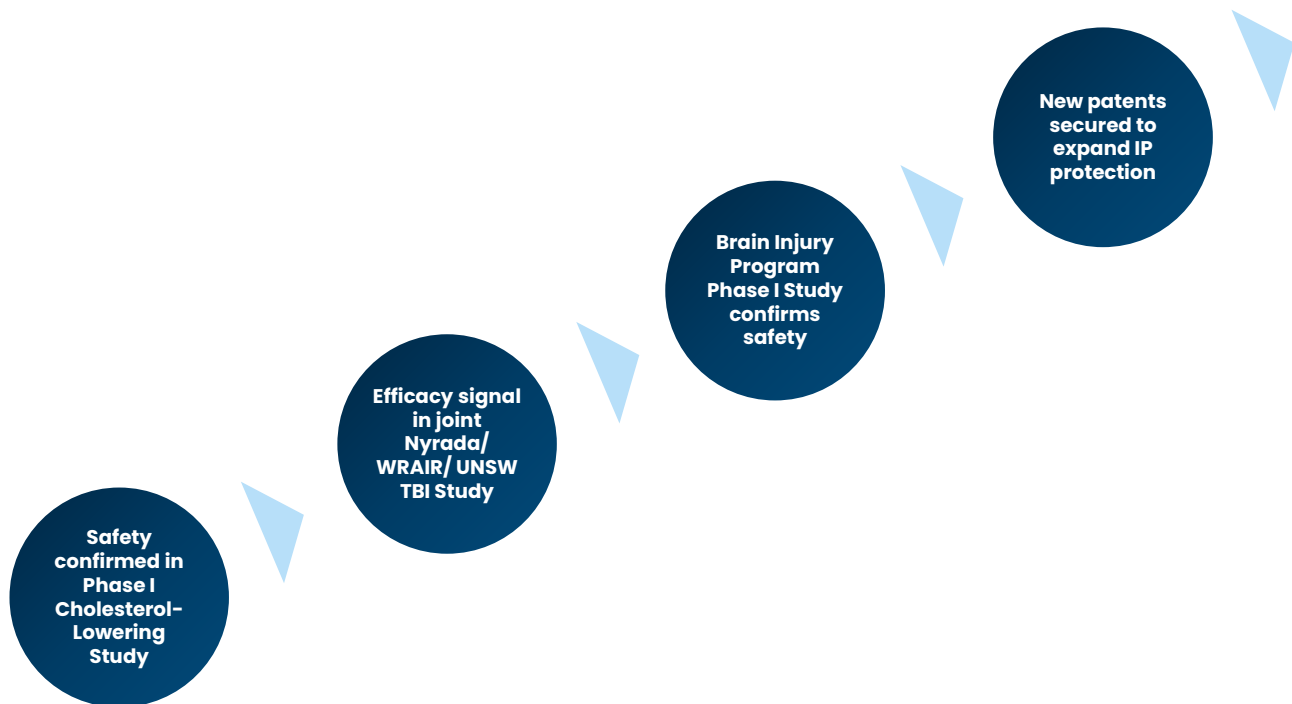 New patents
secured to
expand IP
protection
Brain Injury
Program
Phase I Study
confirms
safety
Efficacy signal
in joint
Nyrada/
WRAIR/ UNSW
TBI Study
Safety
confirmed in
Phase I
Cholesterol-
Lowering
Study